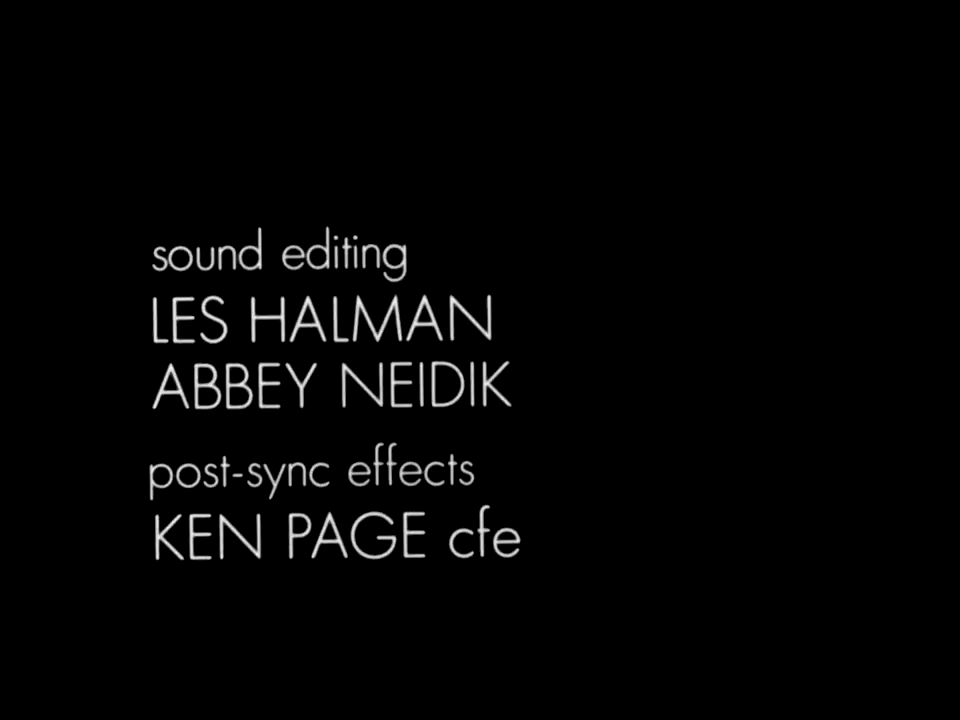 sound editing
LES HALMAN
ABBEY NEIDIK
post-sync effects
KEN PAGE cfe